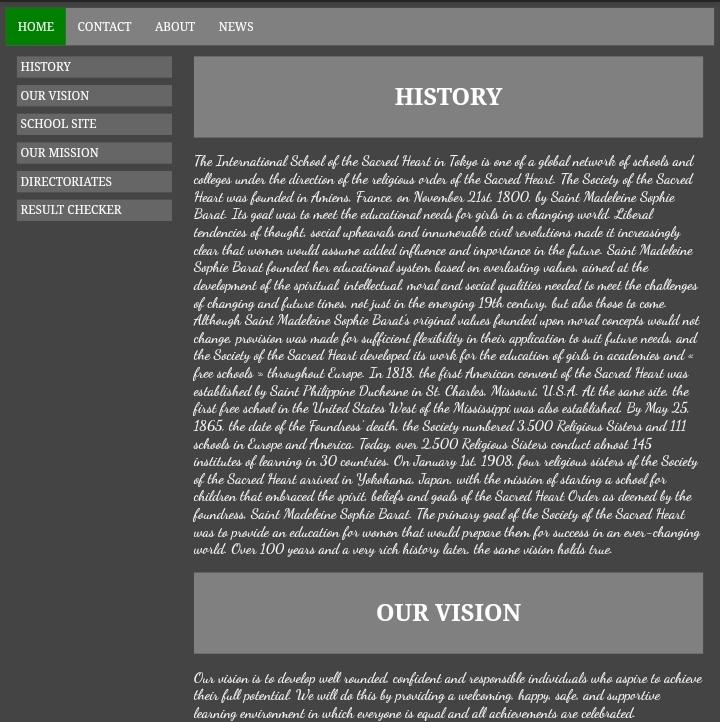 HOME CONTACT ABOUT NEWS
HISTORY
OUR VISION
SCHOOL SITE
OUR MISSION
DIRECTORIATES
RESULT CHECKER
HISTORY
The International School of the Sacred Heart in Tokyo is one of a global network of schools and
colleges under the direction of the religious order of the Sacred Heart. The Society of the Sacred
Heart was founded in Amiens, France, on November 21st, 1800, by Saint Madeleine Sophie
Barat. Its goal was to meet the educational needs for girls in a changing world. Liberal
tendencies of thought, social upheavals and innumerable civil revolutions made it increasingly
clear that women would assume added influence and importance in the future. Saint Madeleine
Sophie Barat founded her educational system based on everlasting values, aimed at the
development of the spiritual, intellectual, moral and social qualities needed to meet the challenges
of changing and future times, not just in the emerging 19th century, but also those to come.
Although Saint Madeleine Sophie Barat's original values founded upon moral concepts would not
change, provision was made for sufficient flexibility in their application to suit future needs, and
the Society of the Sacred Heart developed its work for the education of girls in academies and «
free schools » throughout Europe. In 1818, the first American convent of the Sacred Heart was
established by Saint Philippine Duchesne in St. Charles, Missouri, U.S.A. At the same site, the
first free school in the United States West of the Mississippi was also established. By May 25,
1865, the date of the Foundress' death, the Society numbered 3,500 Religious Sisters and 111
schools in Europe and America. Today, over 2,500 Religious Sisters conduct almost 145
institutes of learning in 30 countries. On January 1st, 1908, four religious sisters of the Society
of the Sacred Heart arrived in Yokohama, Japan, with the mission of starting a school for
children that embraced the spirit, beliefs and goals of the Sacred Heart Order as deemed by the
foundress, Saint Madeleine Sophie Barat. The primary goal of the Society of the Sacred Heart
was to provide an education for women that would prepare them for success in an ever-changing
world. Over 100 years and a very rich history later, the same vision holds true.
OUR VISION
Our vision is to develop well rounded, confident and responsible individuals who aspire to achieve
their full potential. We will do this by providing a welcoming, happy, safe, and supportive
learning environment in which everyone is equal and all achievements are celebrated.